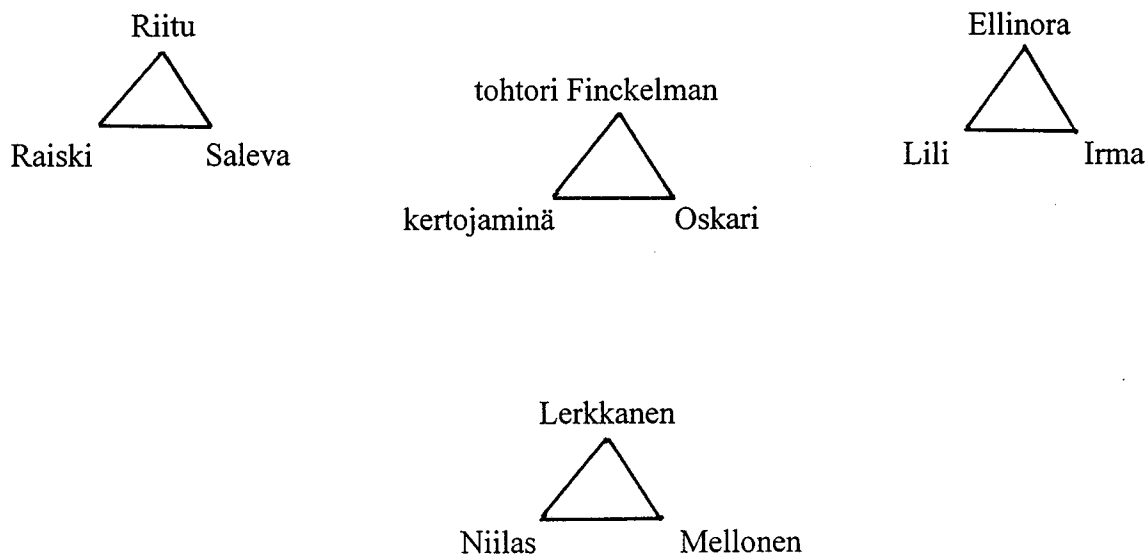 Riitu
Raiski Saleva
tohtori Finckelman
kertojaminä Oskari
Ellinora
Lili Irma
Lerkkanen
Niilas Mellonen